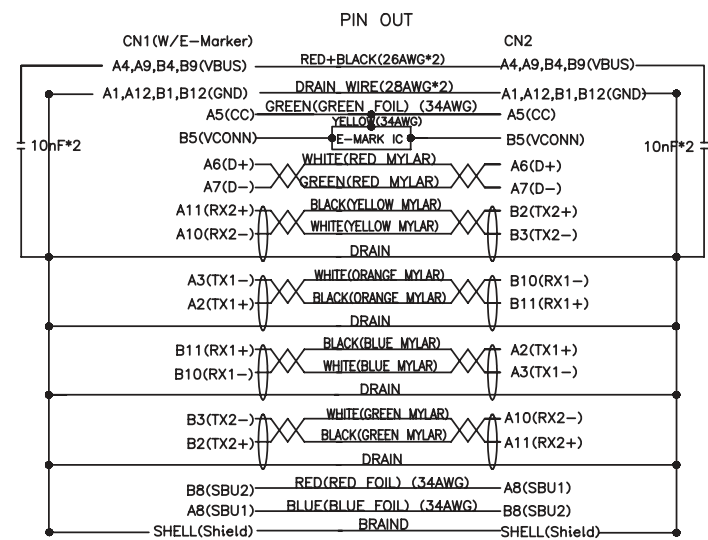 PIN OUT
CN1(W/E-Marker) CN2
A4,A9,B4,B9(VBUS) RED+BLACK(26AWG*2) A4,A9,B4,B9(VBUS)
A1,A12,B1,B12(GND) DRAIN WIRE(28AWG*2) A1,A12,B1,B12(GND)
A5(CC) GREEN(GREEN FOIL) (34AWG) A5(CC)
YELLOW(34AWG)
B5(VCONN) E-MARK IC B5(VCONN)
10nF*2 10nF*2
A6(D+) WHITE(RED MYLAR) A6(D+)
A7(D-) GREEN(RED MYLAR) A7(D-)
A11(RX2+) BLACK(YELLOW MYLAR) B2(TX2+)
A10(RX2-) WHITE(YELLOW MYLAR) B3(TX2-)
DRAIN
A3(TX1-) WHITE(ORANGE MYLAR) B10(RX1-)
A2(TX1+) BLACK(ORANGE MYLAR) B11(RX1+)
DRAIN
B11(RX1+) BLACK(BLUE MYLAR) A2(TX1+)
B10(RX1-) WHITE(BLUE MYLAR) A3(TX1-)
DRAIN
B3(TX2-) WHITE(GREEN MYLAR) A10(RX2-)
B2(TX2+) BLACK(GREEN MYLAR) A11(RX2+)
DRAIN
B8(SBU2) RED(RED FOIL) (34AWG) A8(SBU1)
A8(SBU1) BLUE(BLUE FOIL) (34AWG) B8(SBU2)
SHELL(Shield) BRAIND SHELL(Shield)